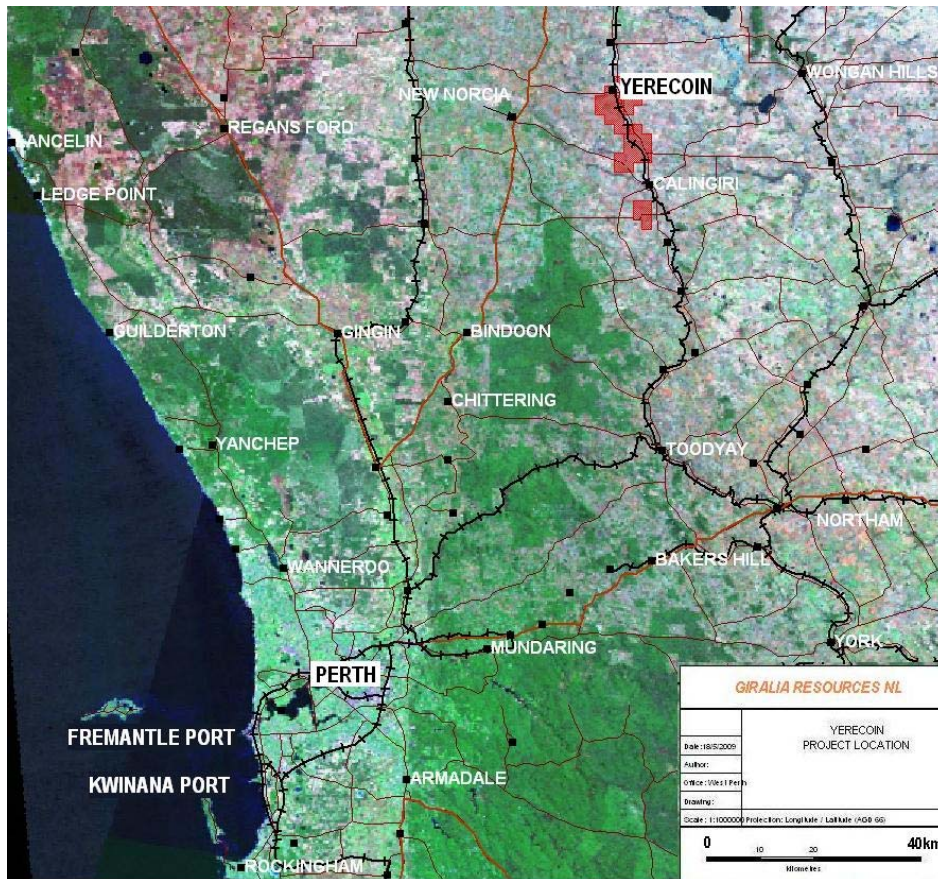 NEW NORCIA
YERECOIN
WONGAN HILLS
REGANS FORD
LANCELIN
LEDGE POINT
CALINGIRI
GUILDERTON
GINGIN
BINDOON
CHITTERING
YANCHEP
TOODYAY
NORTHAM
WANNEROO
BAKERS HILL
MUNDARING
YORK
PERTH
FREMANTLE PORT
KWINANA PORT
ARMADALE
ROCKINGHAM
GIRALIA RESOURCES NL
YERECOIN
PROJECT LOCATION
Date: 18/5/2009
Author:
Office: West Perth
Drawing:
Scale: 1:1000000 Projection: Longitude / Latitude (AGD 66)
0 10 20 40km
kilometres